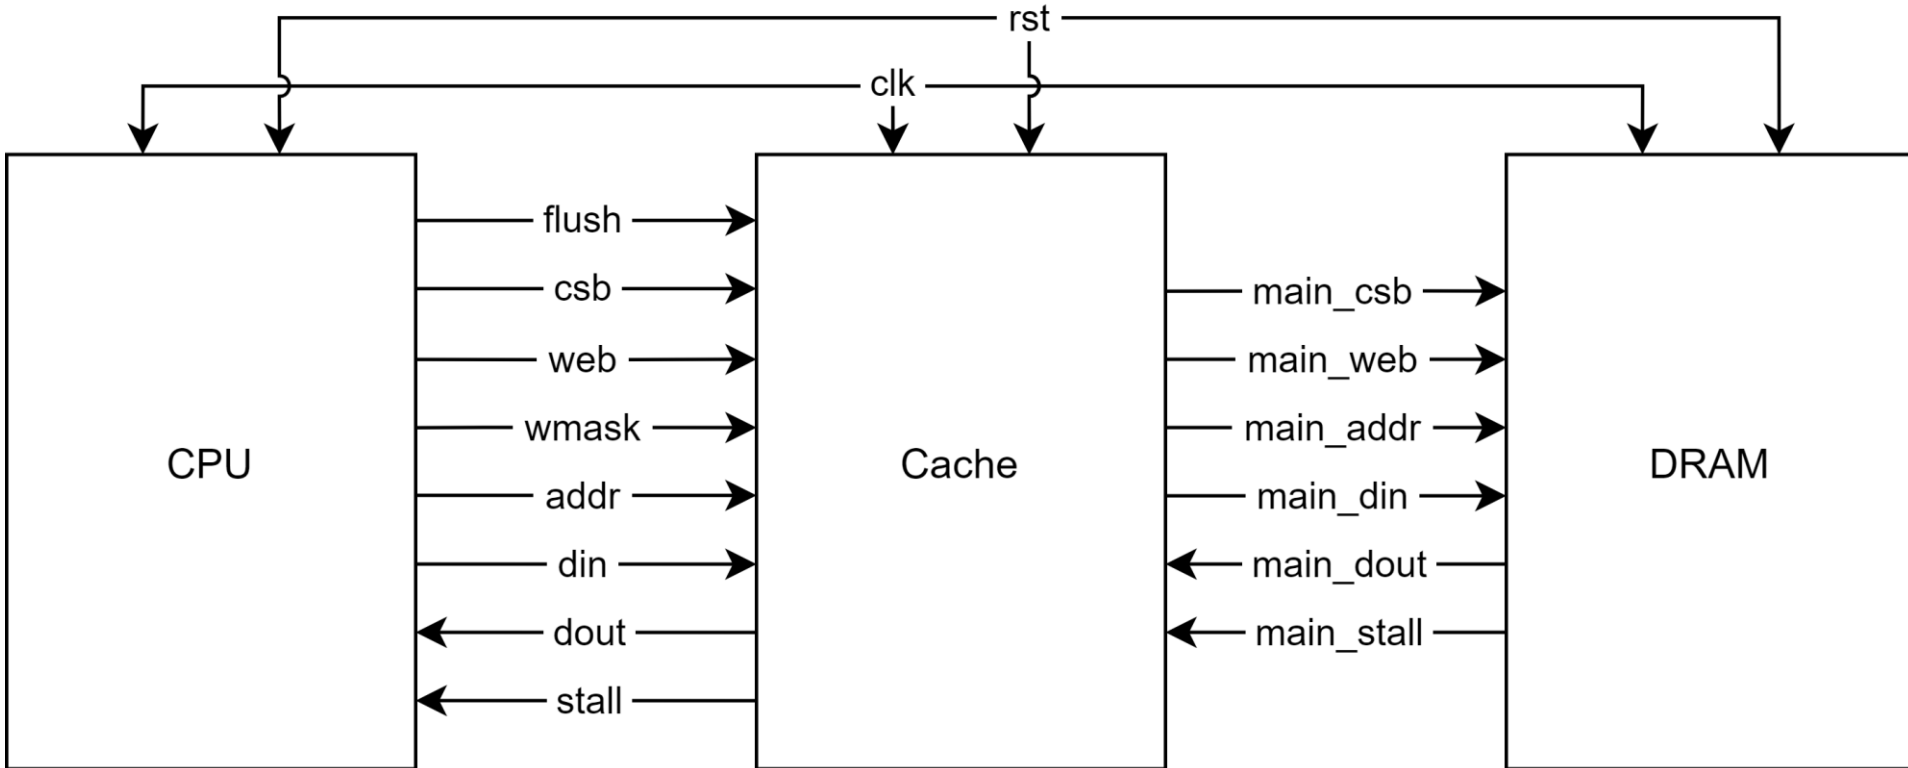 rst
clk
flush
csb
main_csb
web
main_web
wmask
main_addr
CPU
Cache
DRAM
addr
main_din
din
main_dout
dout
main_stall
stall